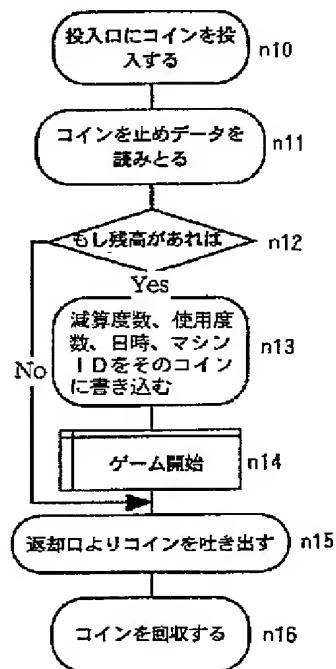 投入口にコインを投
入する
n10
コインを止めデータを
読みとる
n11
もし残高があれば
n12
Yes
減算度数、使用度
数、日時、マシン
IDをそのコイン
に書き込む
n13
No
ゲーム開始
n14
返却口よりコインを吐き出す
n15
コインを回収する
n16